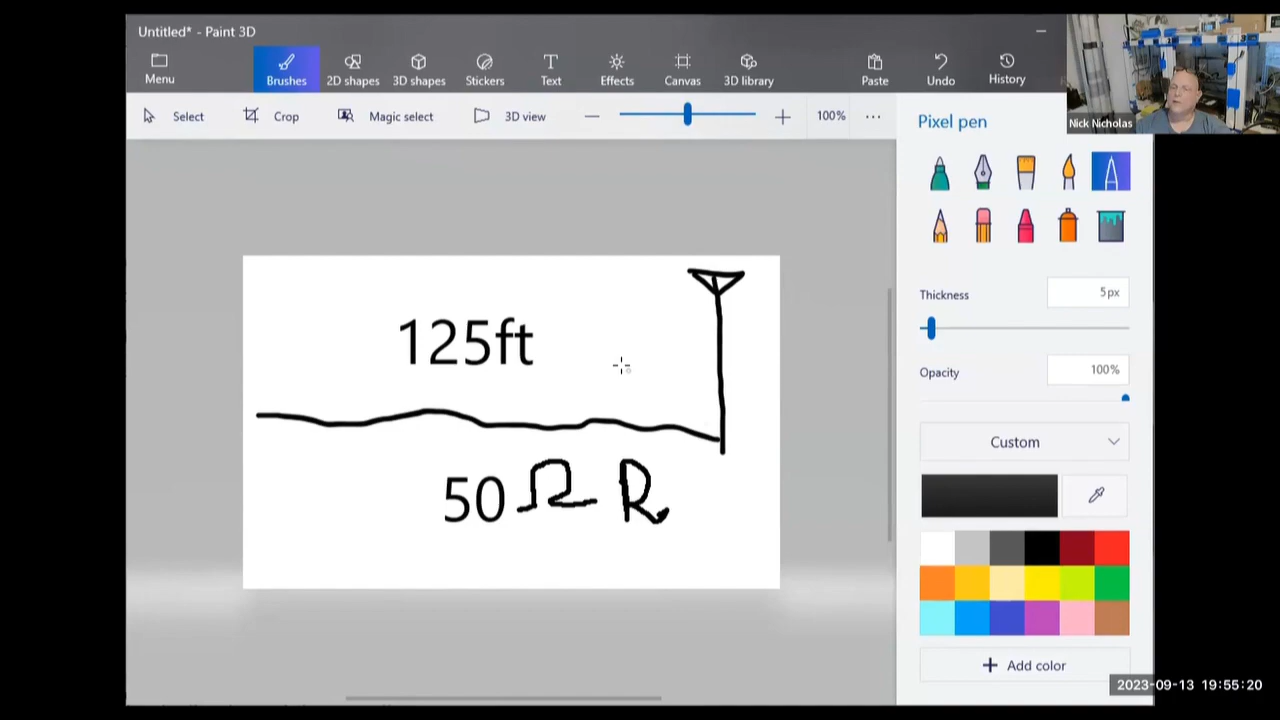 Untitled* - Paint 3D
Menu
Brushes
2D shapes
3D shapes
Stickers
Text
Effects
Canvas
3D library
Paste
Undo
History
Nick Nicholas
Select
Crop
Magic select
3D view
100%
Pixel pen
Thickness
5px
Opacity
100%
Custom
Add color
125ft
50 Ω R
2023-09-13 19:55:20